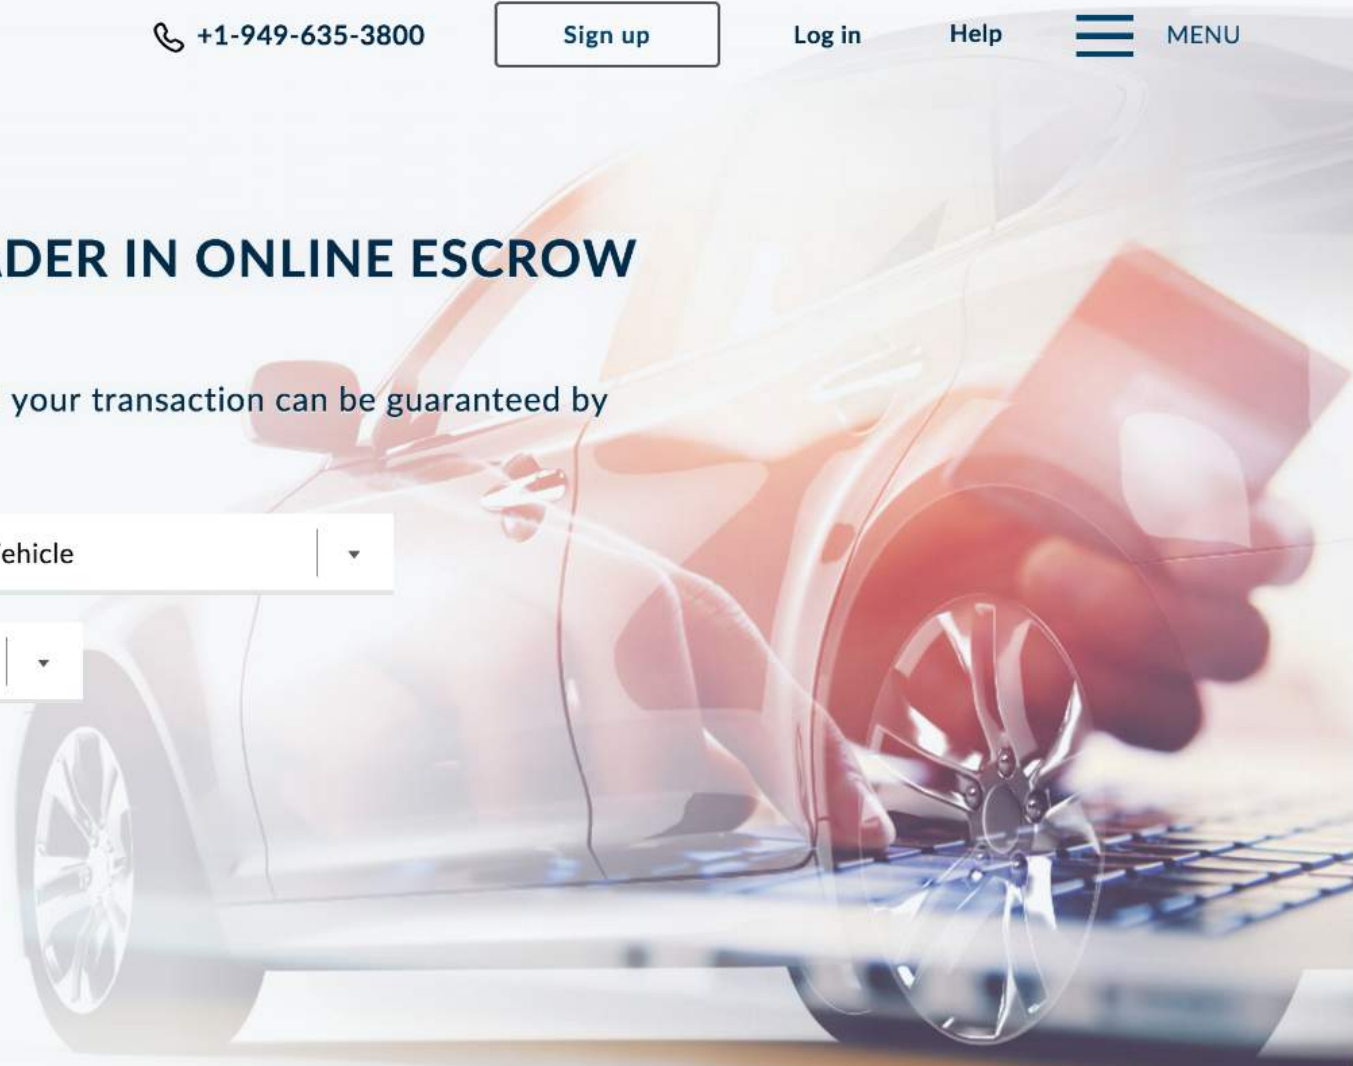 +1-949-635-3800 Sign up Log in Help MENU
DER IN ONLINE ESCROW
your transaction can be guaranteed by
ehicle